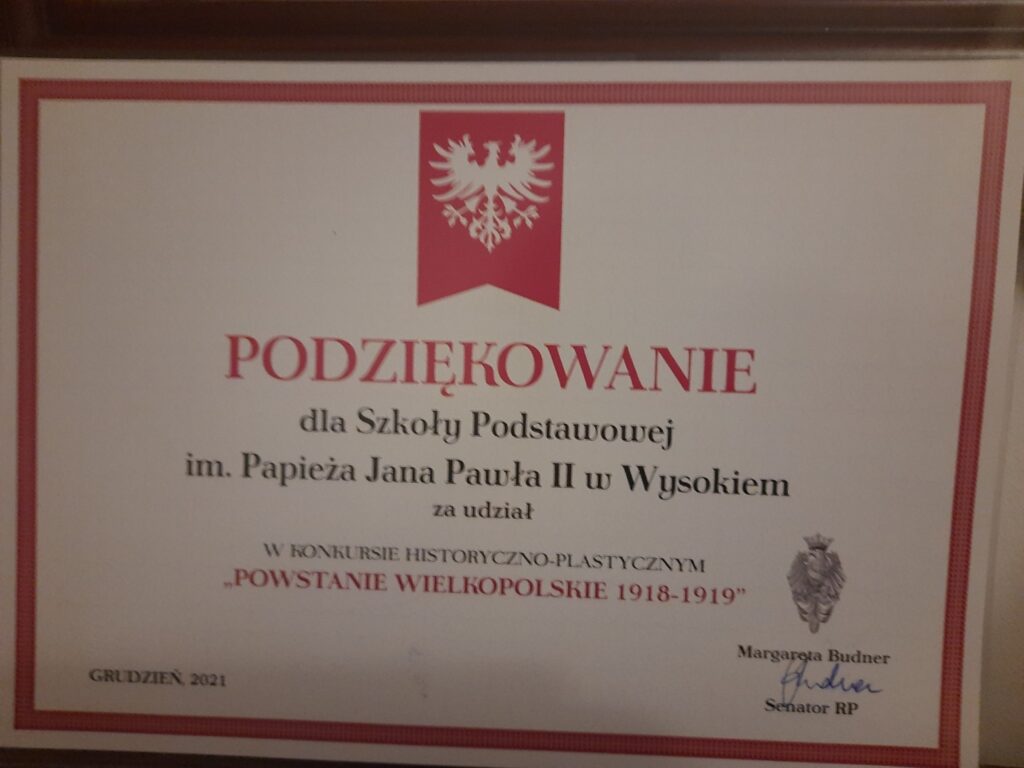 PODZIĘKOWANIE
dla Szkoły Podstawowej
im. Papieża Jana Pawła II w Wysokiem
za udział
W KONKURSIE HISTORYCZNO-PLASTYCZNYM
„POWSTANIE WIELKOPOLSKIE 1918-1919”
Margareta Budner
Budner
Senator RP
GRUDZIEŃ, 2021